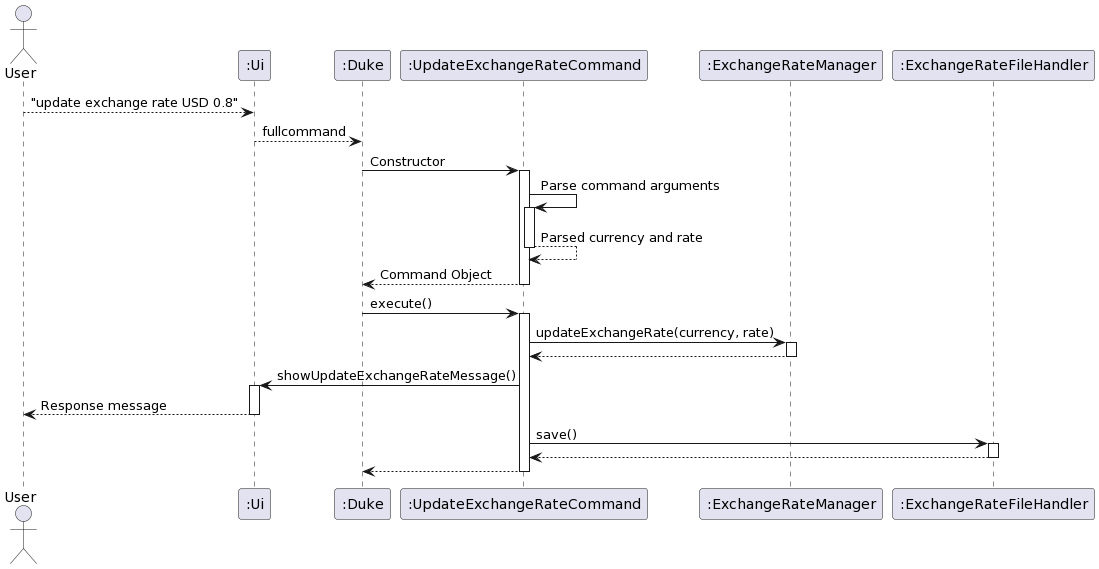 User
:Ui
:Duke
:UpdateExchangeRateCommand
:ExchangeRateManager
:ExchangeRateFileHandler
"update exchange rate USD 0.8"
fullcommand
Constructor
Parse command arguments
Parsed currency and rate
Command Object
execute()
updateExchangeRate(currency, rate)
showUpdateExchangeRateMessage()
Response message
save()
User
:Ui
:Duke
:UpdateExchangeRateCommand
:ExchangeRateManager
:ExchangeRateFileHandler